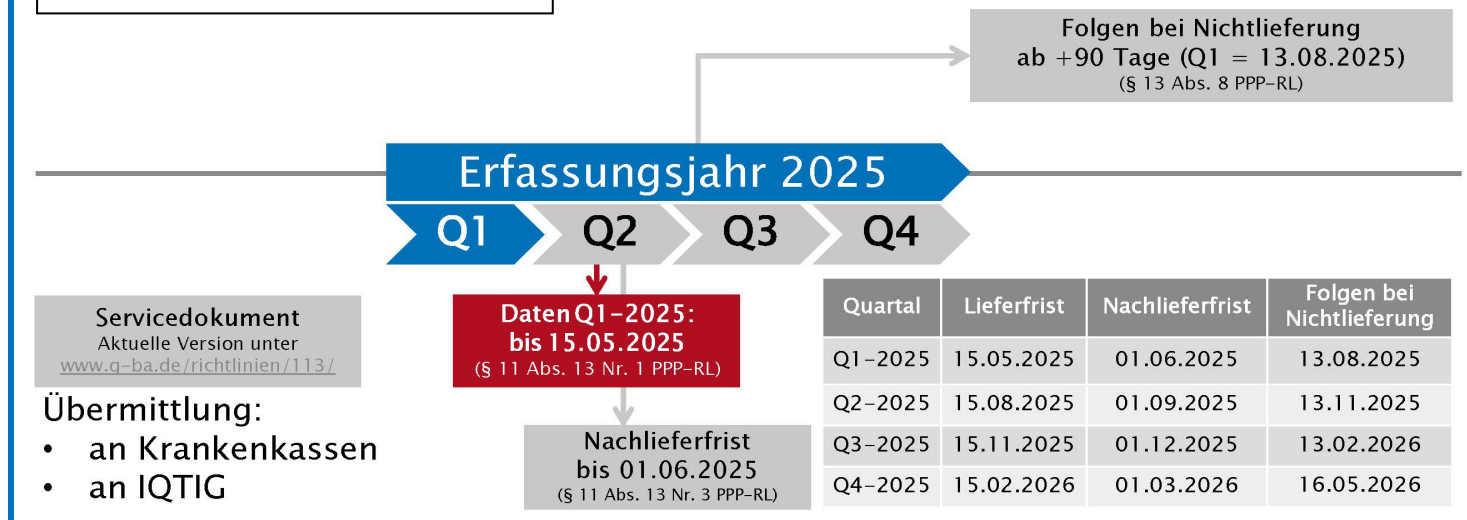 Folgen bei Nichtlieferung
ab +90 Tage (Q1 = 13.08.2025)
(§ 13 Abs. 8 PPP-RL)
Erfassungsjahr 2025
Q1 Q2 Q3 Q4
Servicedokument
Aktuelle Version unter
www.g-ba.de/richtlinien/113/
Übermittlung:
• an Krankenkassen
• an IQTIG
Daten Q1-2025:
bis 15.05.2025
(§ 11 Abs. 13 Nr. 1 PPP-RL)
Nachlieferfrist
bis 01.06.2025
(§ 11 Abs. 13 Nr. 3 PPP-RL)
Quartal Lieferfrist Nachlieferfrist Folgen bei Nichtlieferung
Q1-2025 15.05.2025 01.06.2025 13.08.2025
Q2-2025 15.08.2025 01.09.2025 13.11.2025
Q3-2025 15.11.2025 01.12.2025 13.02.2026
Q4-2025 15.02.2026 01.03.2026 16.05.2026